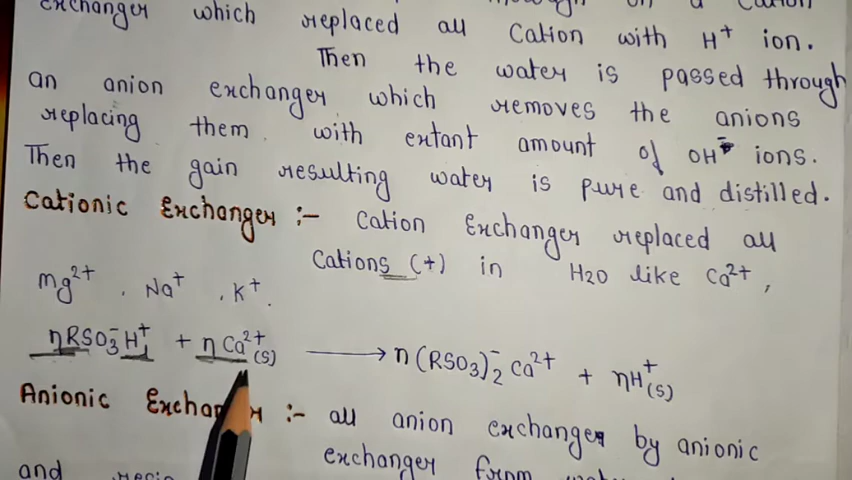 exchanger which replaced all Cation with H⁺ ion.
Then the water is passed through
an anion exchanger which removes the anions
replacing them with extant amount of OH⁻ ions.
Then the gain resulting water is pure and distilled.
Cationic Exchanger :- Cation Exchanger replaced all
Cations (+) in H2O like Ca²⁺,
Mg²⁺, Na⁺, K⁺.
nRSO₃⁻H⁺ + nCa²⁺(S) → n(RSO₃)₂⁻Ca²⁺ + nH⁺(S)
Anionic Exchanger :- all anion exchanger by anionic
exchanger from
and